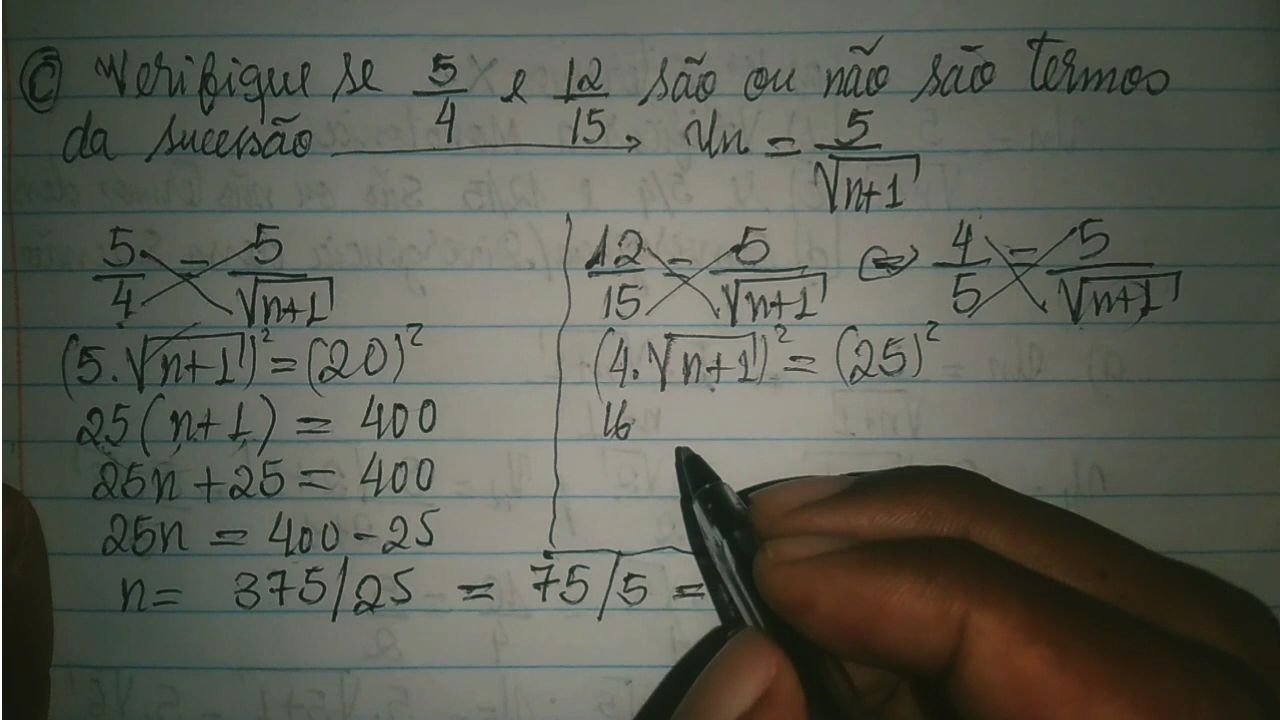 C Verifique se 5/4 e 12/15 são ou não são termos
da sucessão → Un = 5/√n+1
5/4 = 5/√n+1
(5.√n+1)² = (20)²
25(n+1) = 400
25n + 25 = 400
25n = 400 - 25
n = 375/25 = 75/5 =
12/15 = 5/√n+1 ⇔ 4/5 = 5/√n+1
(4.√n+1)² = (25)²
16